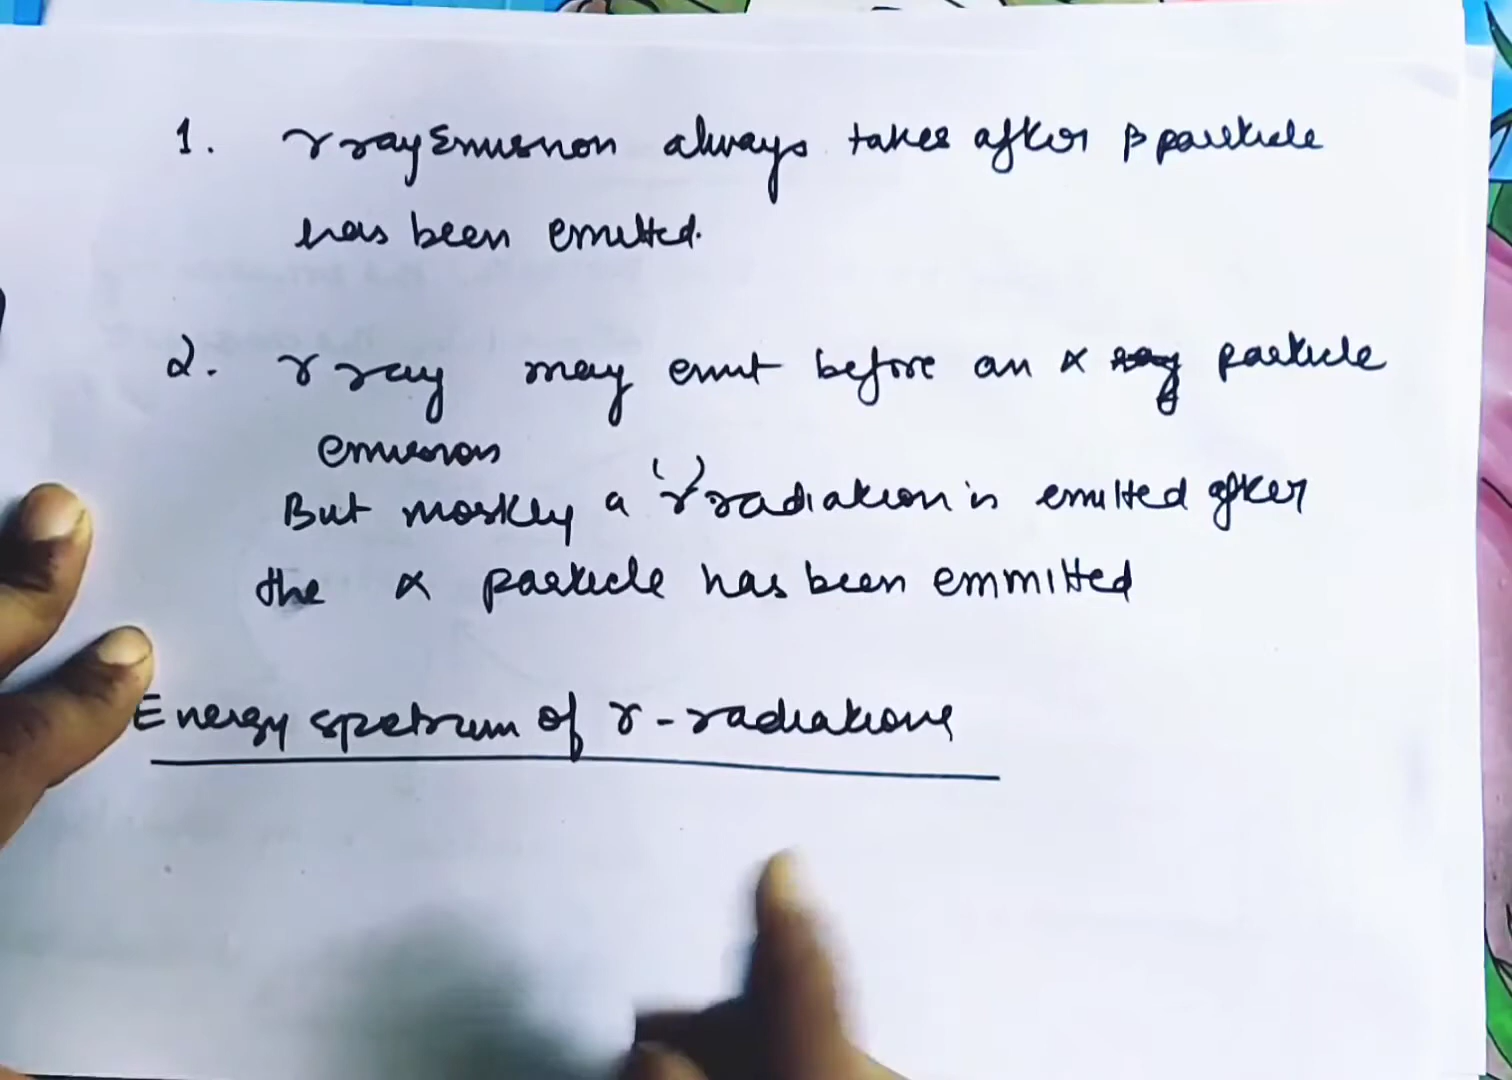 1. γ ray Emission always takes after β particle
has been emitted.
2. γ ray may emit before an α particle
emission
But mostly a γ radiation is emitted after
the α particle has been emmitted
Energy spetrum of γ-radiations